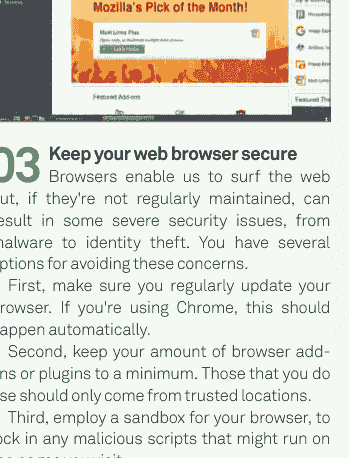 Mozilla's Pick of the Month!
Multi Links Plus
Featured Add-ons
03
Keep your web browser secure
Browsers enable us to surf the web
ut, if they're not regularly maintained, can
esult in some severe security issues, from
nalware to identity theft. You have several
ptions for avoiding these concerns.
First, make sure you regularly update your
rowser. If you're using Chrome, this should
appen automatically.
Second, keep your amount of browser add-
ns or plugins to a minimum. Those that you do
se should only come from trusted locations.
Third, employ a sandbox for your browser, to
ock in any malicious scripts that might run on